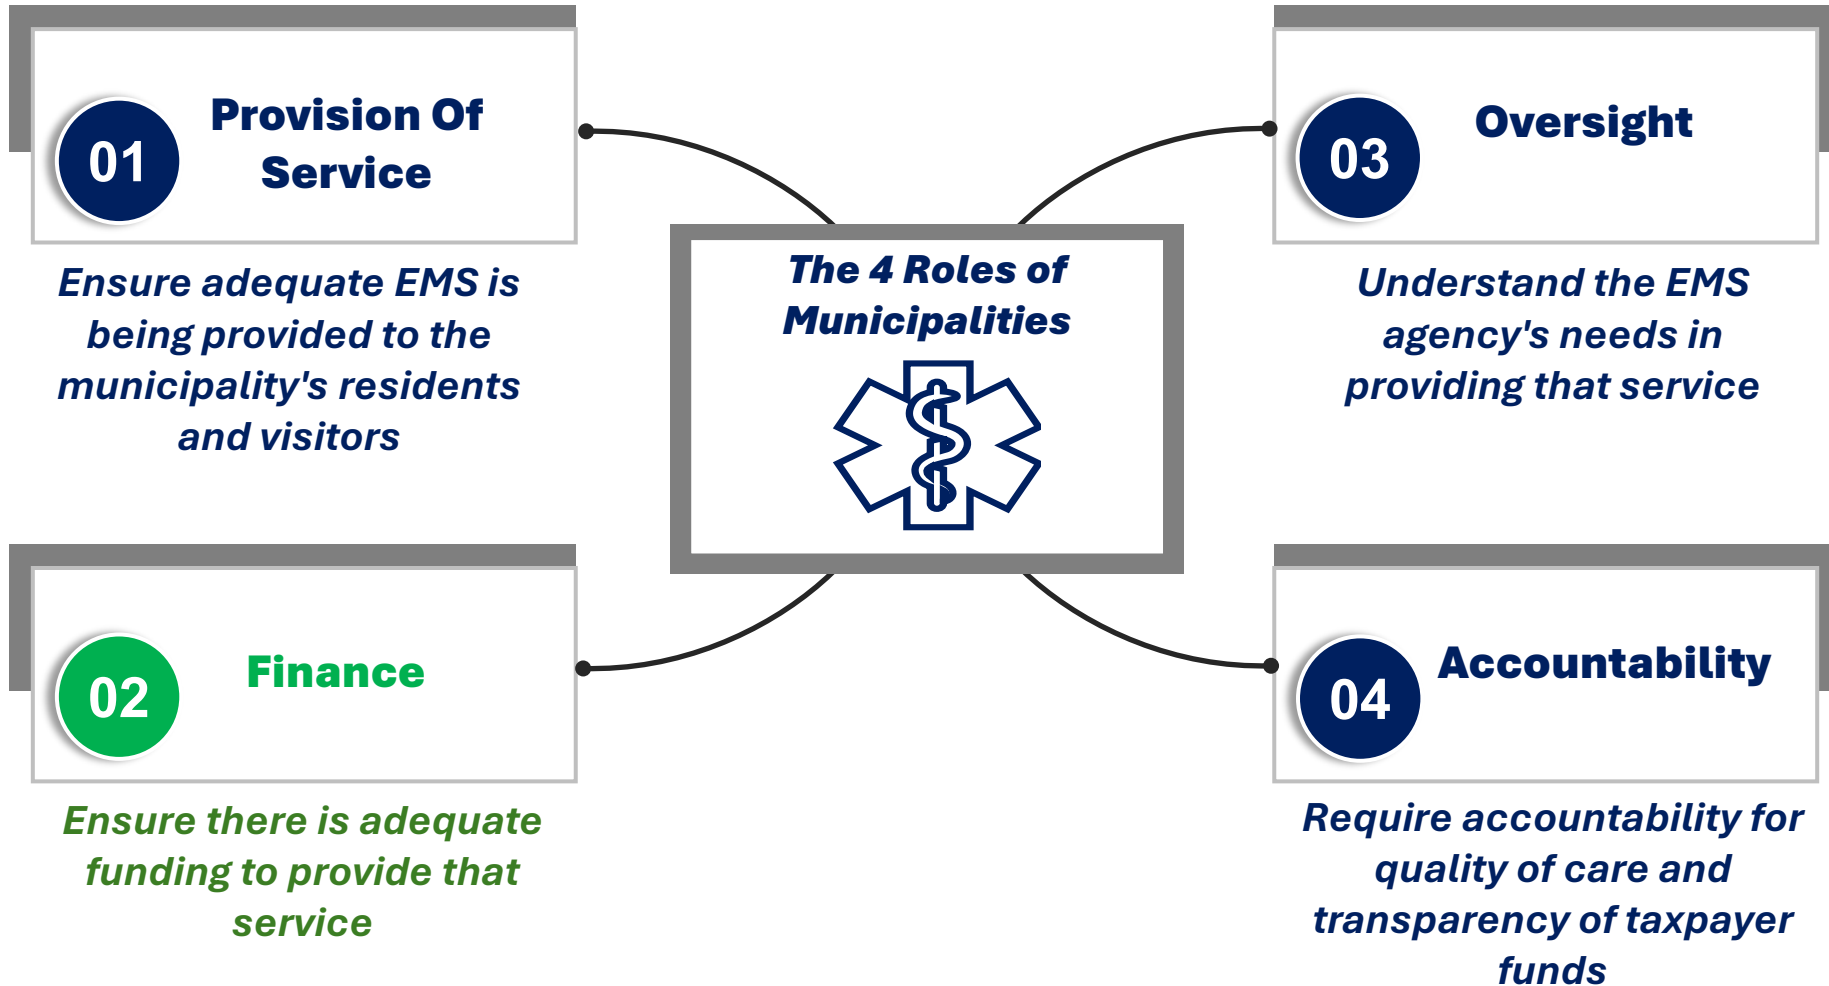 The 4 Roles of
Municipalities
01
Provision Of
Service
Ensure adequate EMS is
being provided to the
municipality's residents
and visitors
02
Finance
Ensure there is adequate
funding to provide that
service
03
Oversight
Understand the EMS
agency's needs in
providing that service
04
Accountability
Require accountability for
quality of care and
transparency of taxpayer
funds